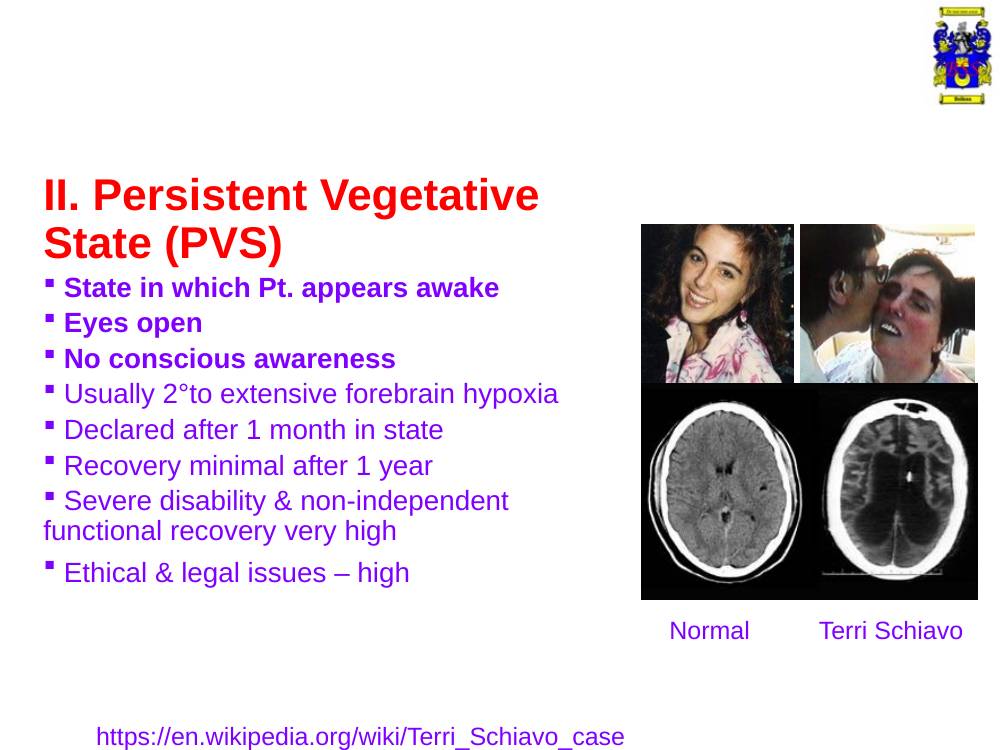 II. Persistent Vegetative
State (PVS)
▪ State in which Pt. appears awake
▪ Eyes open
▪ No conscious awareness
▪ Usually 2°to extensive forebrain hypoxia
▪ Declared after 1 month in state
▪ Recovery minimal after 1 year
▪ Severe disability & non-independent
functional recovery very high
▪ Ethical & legal issues – high
Normal
Terri Schiavo
https://en.wikipedia.org/wiki/Terri_Schiavo_case